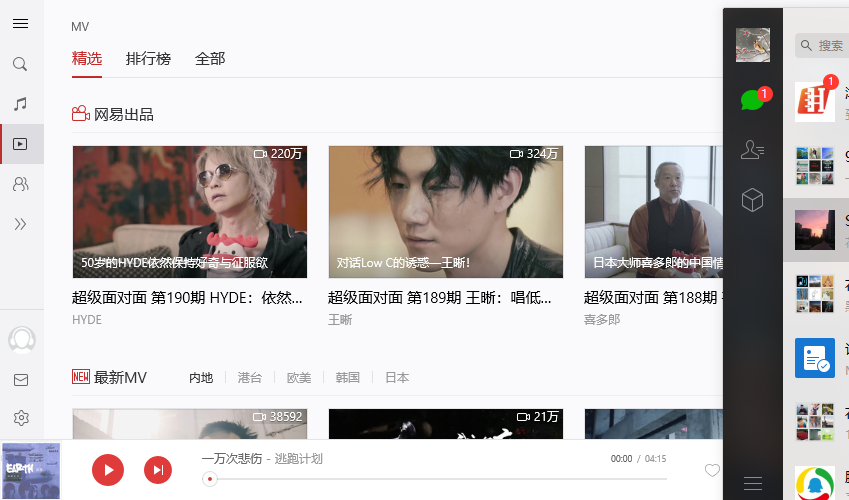 MV
精选 排行榜 全部
网易出品
220万
324万
50岁的HYDE依然保持好奇与征服欲
对话Low C的诱惑—王晰!
日本大师喜多郎的中国情
超级面对面 第190期 HYDE：依然...
超级面对面 第189期 王晰：唱低...
超级面对面 第188期
HYDE
王晰
喜多郎
NEW 最新MV
内地 港台 欧美 韩国 日本
38592
21万
EARTH
一万次悲伤 - 逃跑计划
00:00 / 04:15
搜索
1
1